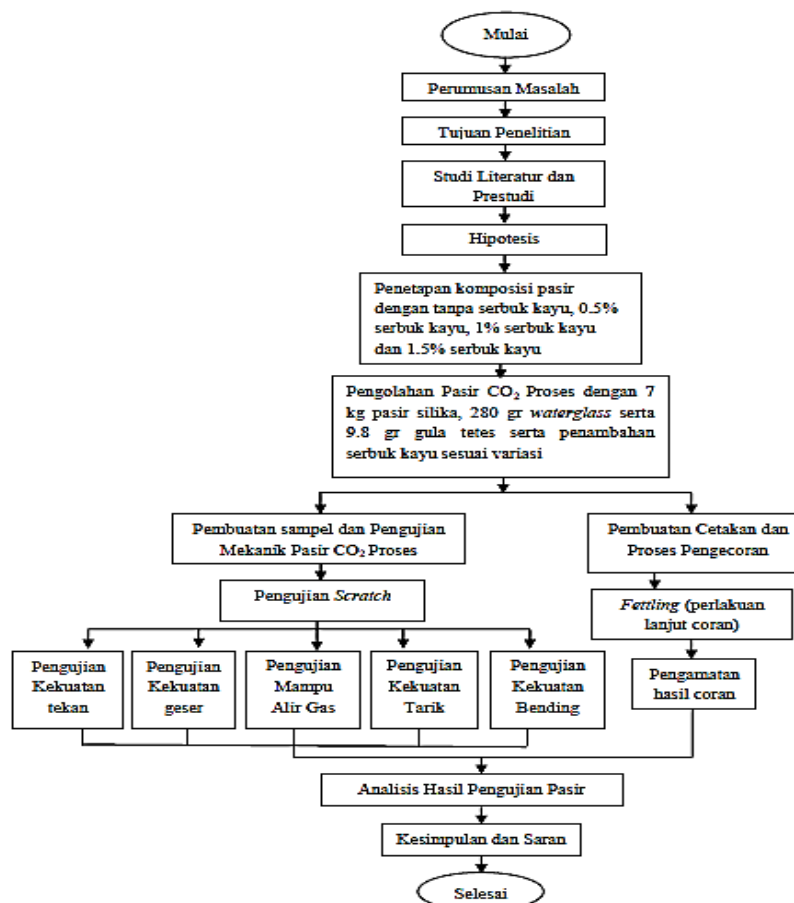 Mulai
Perumusan Masalah
Tujuan Penelitian
Studi Literatur dan
Prestudi
Hipotesis
Penetapan komposisi pasir
dengan tanpa serbuk kayu, 0.5%
serbuk kayu, 1% serbuk kayu
dan 1.5% serbuk kayu
Pengolahan Pasir CO₂ Proses dengan 7
kg pasir silika, 280 gr waterglass serta
9.8 gr gula tetes serta penambahan
serbuk kayu sesuai variasi
Pembuatan sampel dan Pengujian
Mekanik Pasir CO₂ Proses
Pembuatan Cetakan dan
Proses Pengecoran
Pengujian Scratch
Fettling (perlakuan
lanjut coran)
Pengujian
Kekuatan
tekan
Pengujian
Kekuatan
geser
Pengujian
Mampu
Alir Gas
Pengujian
Kekuatan
Tarik
Pengujian
Kekuatan
Bending
Pengamatan
hasil coran
Analisis Hasil Pengujian Pasir
Kesimpulan dan Saran
Selesai